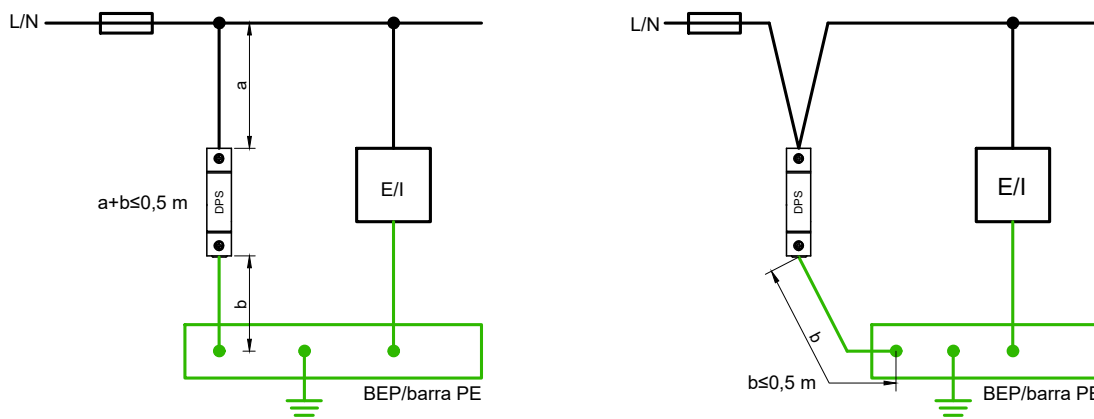 L/N
a
DPS
E/I
a+b≤0,5 m
b
BEP/barra PE
L/N
DPS
E/I
b
b≤0,5 m
BEP/barra PE